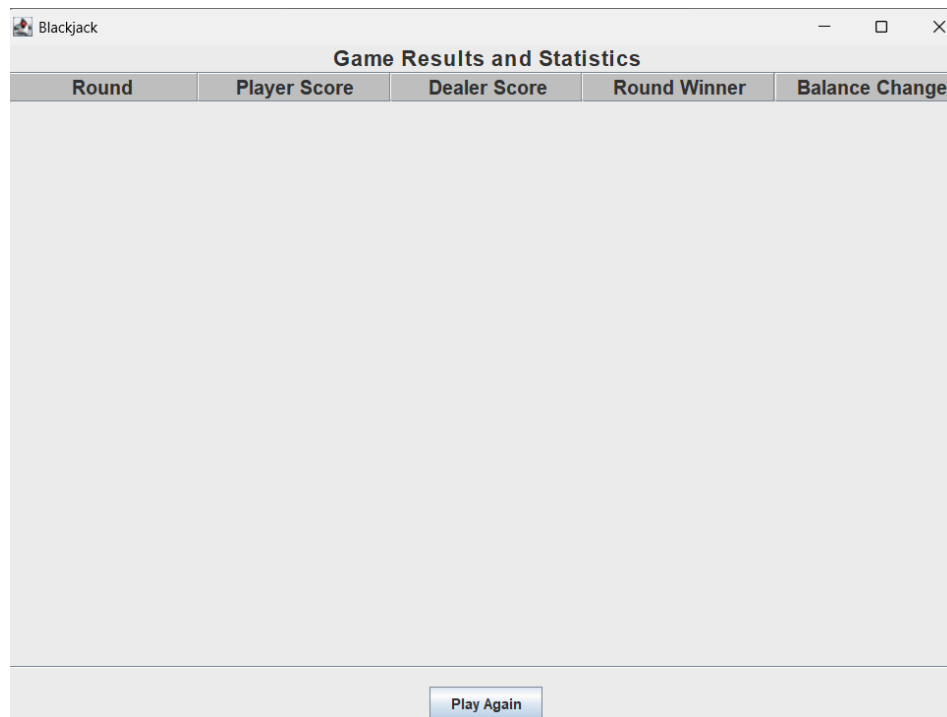 Blackjack
Game Results and Statistics
Round Player Score Dealer Score Round Winner Balance Change
Play Again